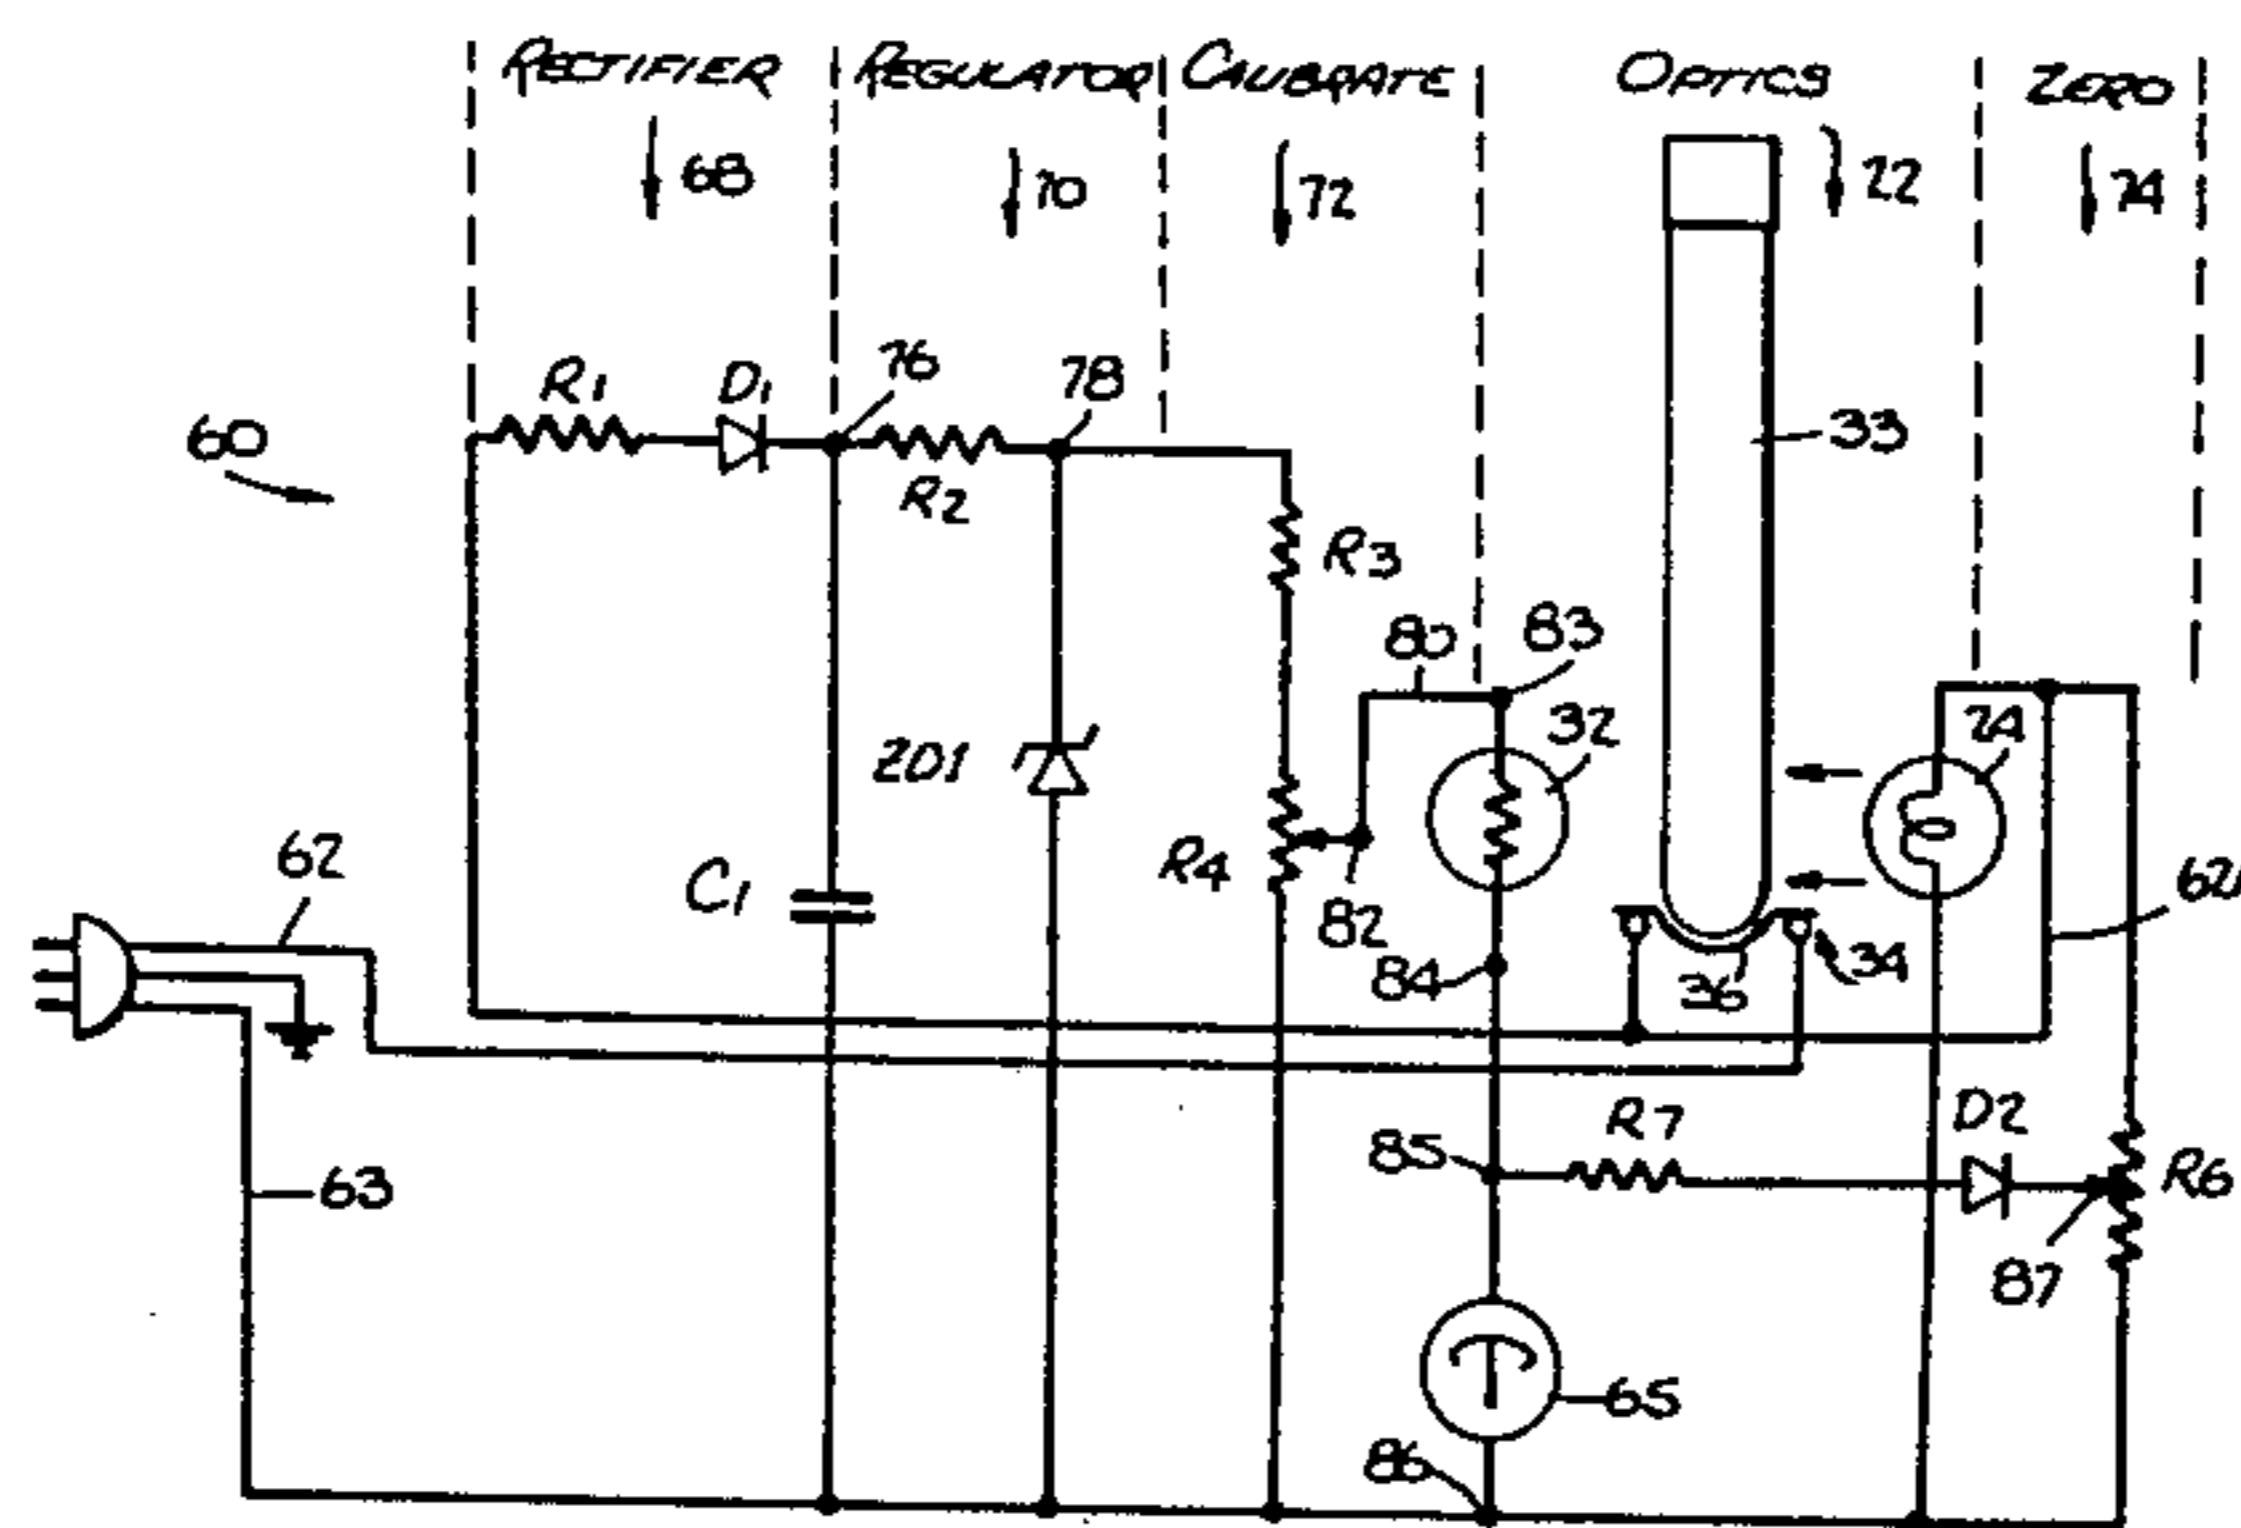 RECTIFIER REGULATOR CALIBRATE OPTICS ZERO
68 70 72 22 74
R1 D1 76 78
60 33
R2
R3
80 83
32 24
ZD1
62 R4 C1 82 62
84 36 34
R7 D2
85 R6
63
87
65
86